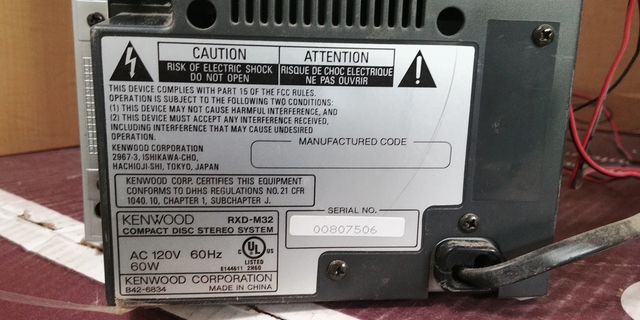 CAUTION
RISK OF ELECTRIC SHOCK
DO NOT OPEN
ATTENTION
RISQUE DE CHOC ELECTRIQUE
NE PAS OUVRIR
THIS DEVICE COMPLIES WITH PART 15 OF THE FCC RULES.
OPERATION IS SUBJECT TO THE FOLLOWING TWO CONDITIONS:
(1) THIS DEVICE MAY NOT CAUSE HARMFUL INTERFERENCE, AND
(2) THIS DEVICE MUST ACCEPT ANY INTERFERENCE RECEIVED,
INCLUDING INTERFERENCE THAT MAY CAUSE UNDESIRED
OPERATION.
KENWOOD CORPORATION
2967-3, ISHIKAWA-CHO,
HACHIOJI-SHI, TOKYO, JAPAN
MANUFACTURED CODE
KENWOOD CORP. CERTIFIES THIS EQUIPMENT
CONFORMS TO DHHS REGULATIONS NO. 21 CFR
1040. 10, CHAPTER 1, SUBCHAPTER J.
KENWOOD RXD-M32
COMPACT DISC STEREO SYSTEM
AC 120V 60Hz
60W
C UL US
LISTED
E144611 2H60
KENWOOD CORPORATION
B42-6834 MADE IN CHINA
SERIAL NO.
00807506